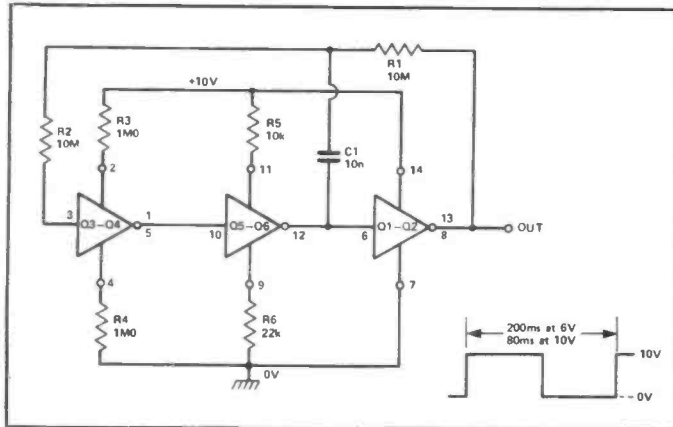 R1
10M
+10V
R2
10M
R3
1M0
R5
10k
C1
10n
2
11
14
3
Q3-Q4
1
5
10
Q5-Q6
12
6
Q1-Q2
13
8
OUT
4
9
7
R4
1M0
R6
22k
0V
200ms at 6V
80ms at 10V
10V
0V